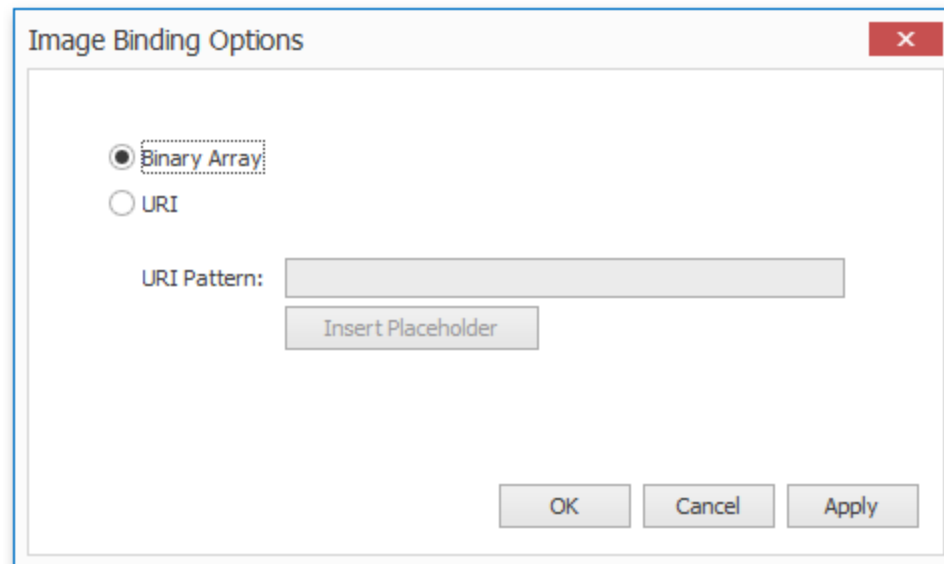 Image Binding Options
Binary Array
URI
URI Pattern:
Insert Placeholder
OK Cancel Apply